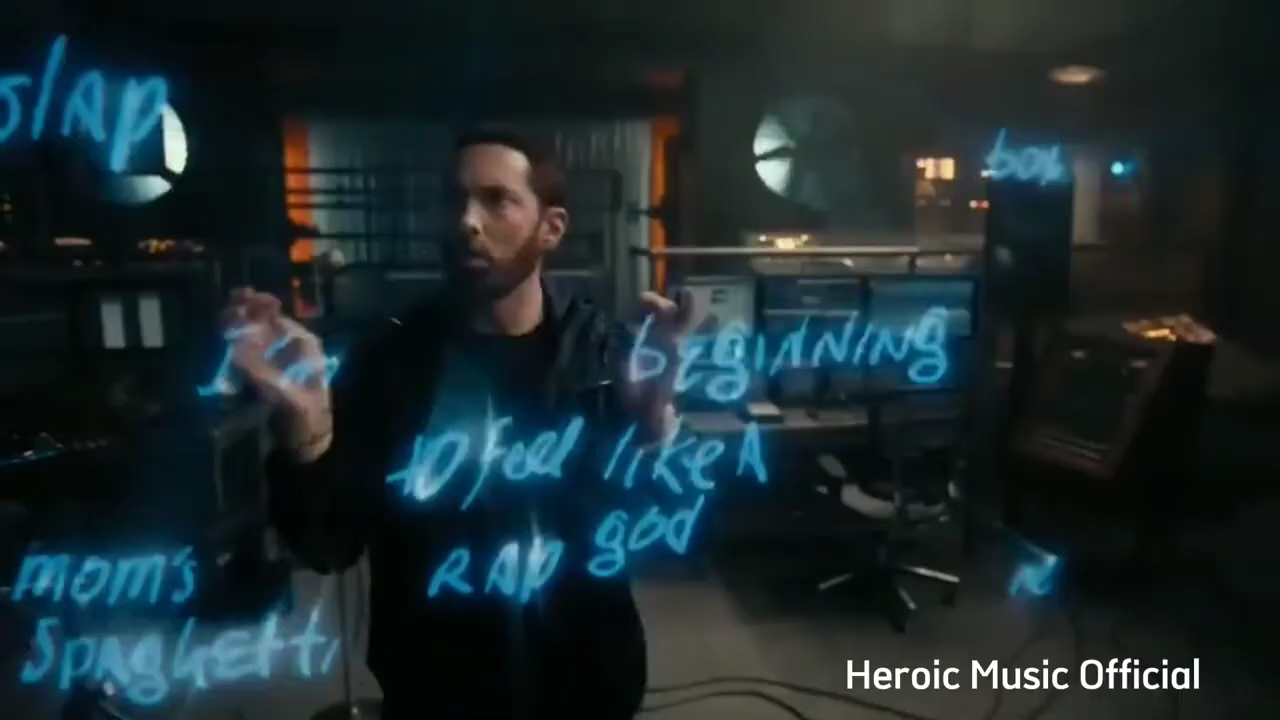 slap
box
I'm beginning
to feel like A
RAp god
mom's
SpAghEtti
Heroic Music Official